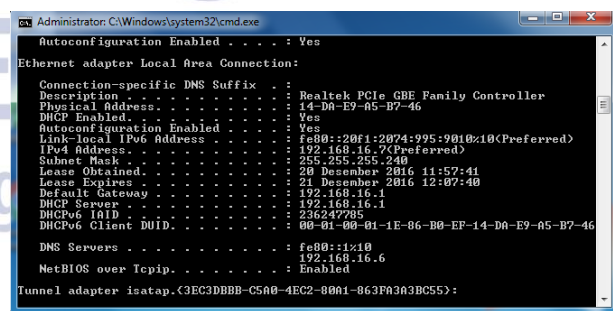 Administrator: C:\Windows\system32\cmd.exe
Autoconfiguration Enabled . . . . : Yes
Ethernet adapter Local Area Connection:
Connection-specific DNS Suffix . :
Description . . . . . . . . . . . : Realtek PCIe GBE Family Controller
Physical Address. . . . . . . . . : 14-DA-E9-A5-B7-46
DHCP Enabled. . . . . . . . . . . : Yes
Autoconfiguration Enabled . . . . : Yes
Link-local IPv6 Address . . . . . : fe80::20f1:2074:995:9010%10(Preferred)
IPv4 Address. . . . . . . . . . . : 192.168.16.7(Preferred)
Subnet Mask . . . . . . . . . . . : 255.255.255.240
Lease Obtained. . . . . . . . . . : 20 Desember 2016 11:57:41
Lease Expires . . . . . . . . . . : 21 Desember 2016 12:07:40
Default Gateway . . . . . . . . . : 192.168.16.1
DHCP Server . . . . . . . . . . . : 192.168.16.1
DHCPv6 IAID . . . . . . . . . . . : 236247785
DHCPv6 Client DUID. . . . . . . . : 00-01-00-01-1E-86-B0-EF-14-DA-E9-A5-B7-46
DNS Servers . . . . . . . . . . . : fe80::1%10
192.168.16.6
NetBIOS over Tcpip. . . . . . . . : Enabled
Tunnel adapter isatap.{3EC3DBBB-C5A0-4EC2-80A1-863FA3A3BC55}: